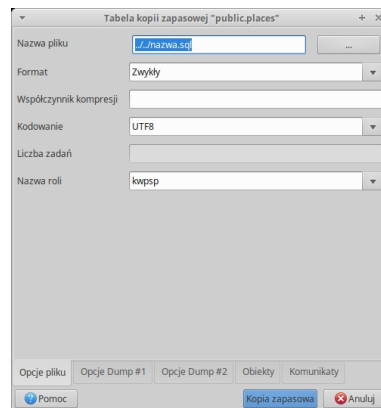 Tabela kopii zapasowej "public.places"
Nazwa pliku ../../nazwa.sql ...
Format Zwykły
Współczynnik kompresji
Kodowanie UTF8
Liczba zadań
Nazwa roli kwpsp
Opcje pliku Opcje Dump #1 Opcje Dump #2 Obiekty Komunikaty
Pomoc Kopia zapasowa Anuluj